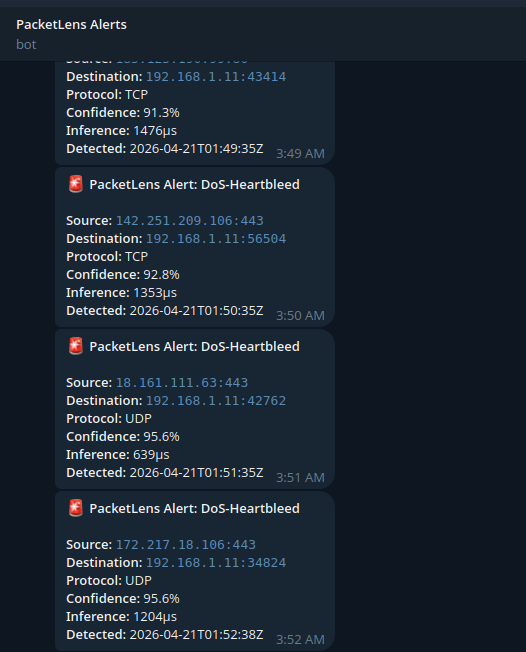 PacketLens Alerts
bot
Destination: 192.168.1.11:43414
Protocol: TCP
Confidence: 91.3%
Inference: 1476µs
Detected: 2026-04-21T01:49:35Z
3:49 AM
🚨 PacketLens Alert: DoS-Heartbleed
Source: 142.251.209.106:443
Destination: 192.168.1.11:56504
Protocol: TCP
Confidence: 92.8%
Inference: 1353µs
Detected: 2026-04-21T01:50:35Z
3:50 AM
🚨 PacketLens Alert: DoS-Heartbleed
Source: 18.161.111.63:443
Destination: 192.168.1.11:42762
Protocol: UDP
Confidence: 95.6%
Inference: 639µs
Detected: 2026-04-21T01:51:35Z
3:51 AM
🚨 PacketLens Alert: DoS-Heartbleed
Source: 172.217.18.106:443
Destination: 192.168.1.11:34824
Protocol: UDP
Confidence: 95.6%
Inference: 1204µs
Detected: 2026-04-21T01:52:38Z
3:52 AM